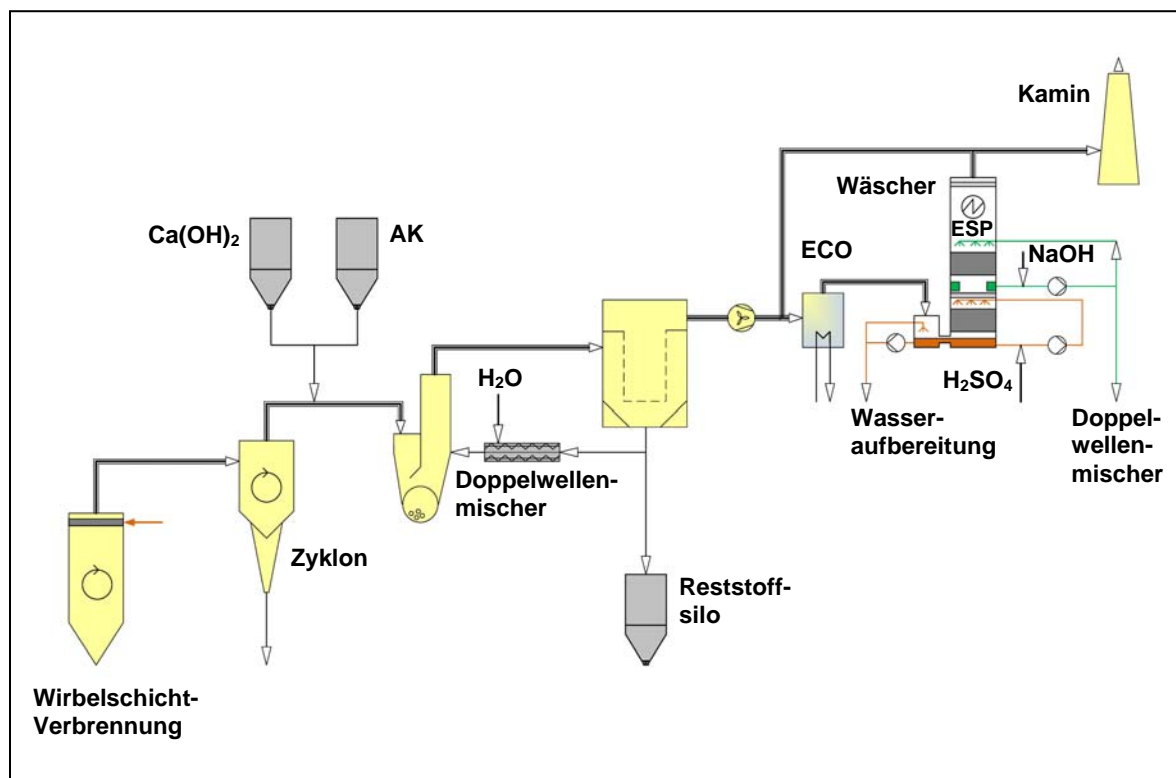 Kamin
Wäscher
Ca(OH)₂
AK
ESP
ECO
NaOH
H₂O
H₂SO₄
Wasser-
aufbereitung
Doppel-
wellen-
mischer
Doppelwellen-
mischer
Zyklon
Reststoff-
silo
Wirbelschicht-
Verbrennung